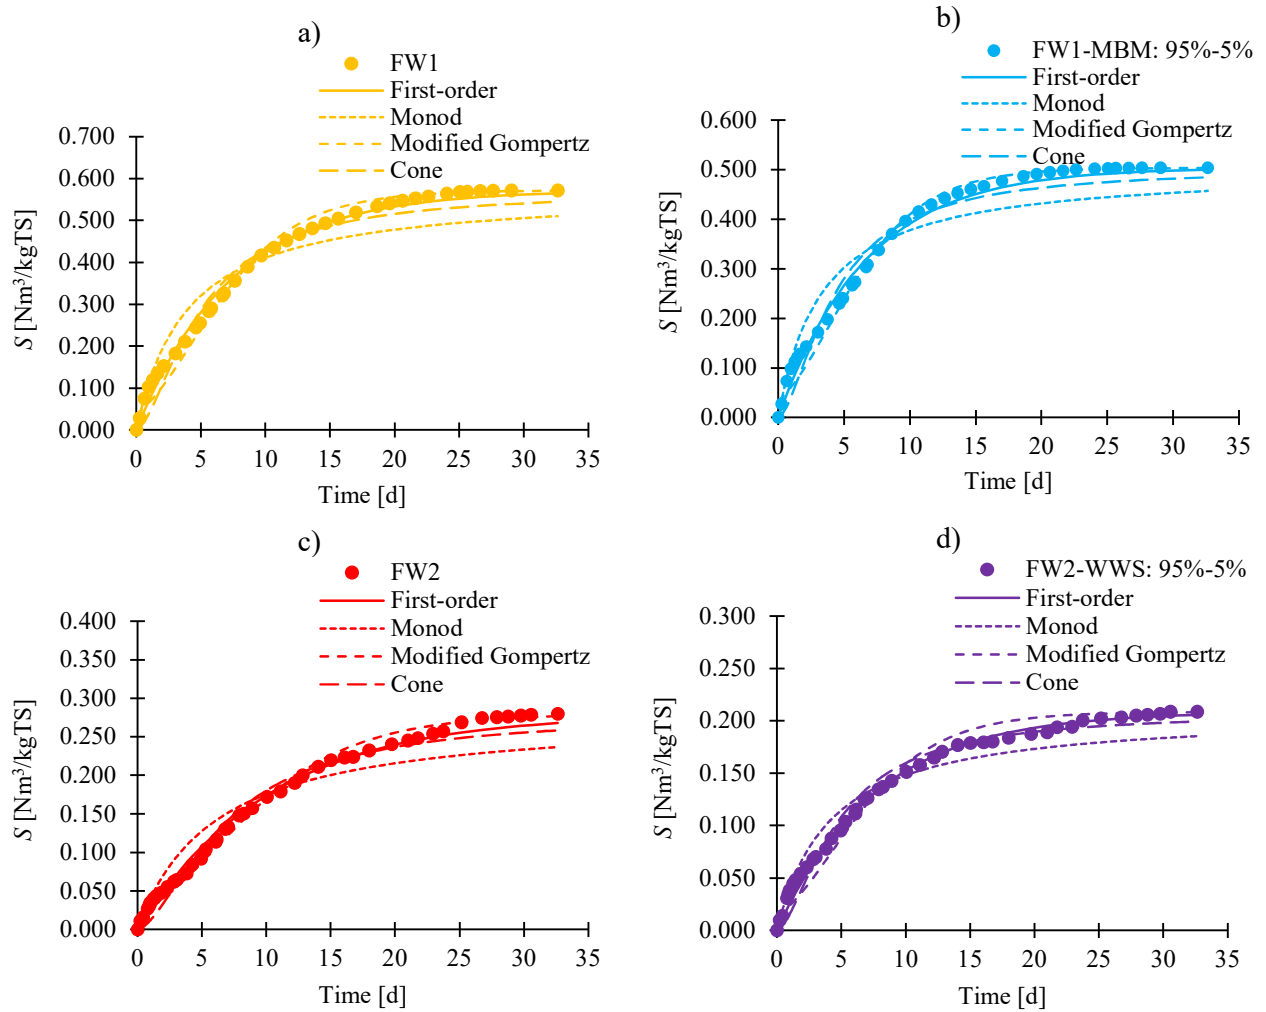 a)
FW1
First-order
Monod
Modified Gompertz
Cone
0.700
0.600
0.500
0.400
0.300
0.200
0.100
0.000
S [Nm³/kgTS]
0 5 10 15 20 25 30 35
Time [d]
b)
FW1-MBM: 95%-5%
First-order
Monod
Modified Gompertz
Cone
0.600
0.500
0.400
0.300
0.200
0.100
0.000
S [Nm³/kgTS]
0 5 10 15 20 25 30 35
Time [d]
c)
FW2
First-order
Monod
Modified Gompertz
Cone
0.400
0.350
0.300
0.250
0.200
0.150
0.100
0.050
0.000
S [Nm³/kgTS]
0 5 10 15 20 25 30 35
Time [d]
d)
FW2-WWS: 95%-5%
First-order
Monod
Modified Gompertz
Cone
0.300
0.250
0.200
0.150
0.100
0.050
0.000
S [Nm³/kgTS]
0 5 10 15 20 25 30 35
Time [d]